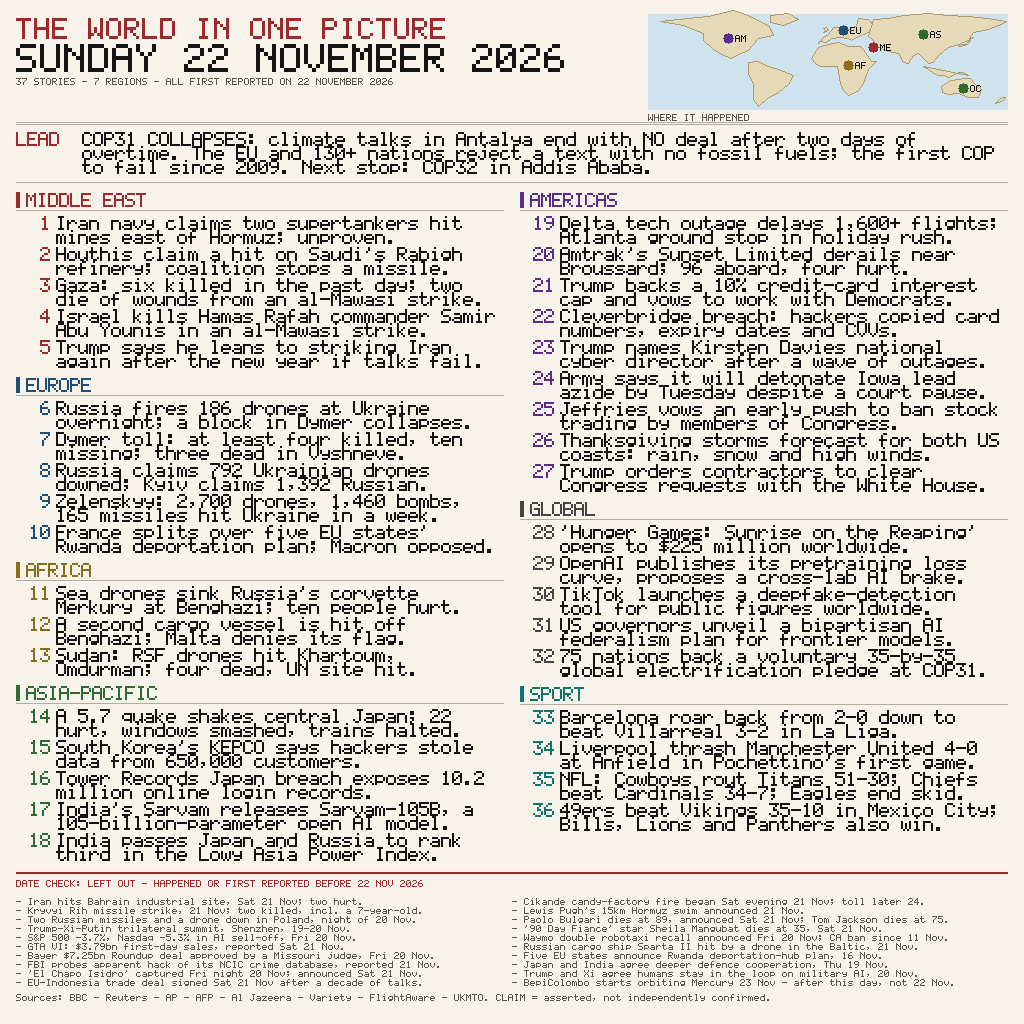 THE WORLD IN ONE PICTURE
SUNDAY 22 NOVEMBER 2026
37 STORIES - 7 REGIONS - ALL FIRST REPORTED ON 22 NOVEMBER 2026
AM
EU
ME
AS
AF
OC
WHERE IT HAPPENED
LEAD
COP31 COLLAPSES: climate talks in Antalya end with NO deal after two days of
overtime. The EU and 130+ nations reject a text with no fossil fuels; the first COP
to fail since 2009. Next stop: COP32 in Addis Ababa.
MIDDLE EAST
1 Iran navy claims two supertankers hit
mines east of Hormuz; unproven.
2 Houthis claim a hit on Saudi's Rabigh
refinery; coalition stops a missile.
3 Gaza: six killed in the past day; two
die of wounds from an al-Mawasi strike.
4 Israel kills Hamas Rafah commander Samir
Abu Younis in an al-Mawasi strike.
5 Trump says he leans to striking Iran
again after the new year if talks fail.
EUROPE
6 Russia fires 186 drones at Ukraine
overnight; a block in Dymer collapses.
7 Dymer toll: at least four killed, ten
missing; three dead in Vyshneve.
8 Russia claims 792 Ukrainian drones
downed; Kyiv claims 1,392 Russian.
9 Zelenskyy: 2,700 drones, 1,460 bombs,
165 missiles hit Ukraine in a week.
10 France splits over five EU states'
Rwanda deportation plan; Macron opposed.
AFRICA
11 Sea drones sink Russia's corvette
Merkury at Benghazi; ten people hurt.
12 A second cargo vessel is hit off
Benghazi; Malta denies its flag.
13 Sudan: RSF drones hit Khartoum,
Omdurman; four dead, UN site hit.
ASIA-PACIFIC
14 A 5.7 quake shakes central Japan; 22
hurt, windows smashed, trains halted.
15 South Korea's KEPCO says hackers stole
data from 650,000 customers.
16 Tower Records Japan breach exposes 10.2
million online login records.
17 India's Sarvam releases Sarvam-105B, a
105-billion-parameter open AI model.
18 India passes Japan and Russia to rank
third in the Lowy Asia Power Index.
AMERICAS
19 Delta tech outage delays 1,600+ flights;
Atlanta ground stop in holiday rush.
20 Amtrak's Sunset Limited derails near
Broussard; 96 aboard, four hurt.
21 Trump backs a 10% credit-card interest
cap and vows to work with Democrats.
22 Cleverbridge breach: hackers copied card
numbers, expiry dates and CVVs.
23 Trump names Kirsten Davies national
cyber director after a wave of outages.
24 Army says it will detonate Iowa lead
azide by Tuesday despite a court pause.
25 Jeffries vows an early push to ban stock
trading by members of Congress.
26 Thanksgiving storms forecast for both US
coasts: rain, snow and high winds.
27 Trump orders contractors to clear
Congress requests with the White House.
GLOBAL
28 'Hunger Games: Sunrise on the Reaping'
opens to $225 million worldwide.
29 OpenAI publishes its pretraining loss
curve, proposes a cross-lab AI brake.
30 TikTok launches a deepfake-detection
tool for public figures worldwide.
31 US governors unveil a bipartisan AI
federalism plan for frontier models.
32 75 nations back a voluntary 35-by-35
global electrification pledge at COP31.
SPORT
33 Barcelona roar back from 2-0 down to
beat Villarreal 3-2 in La Liga.
34 Liverpool thrash Manchester United 4-0
at Anfield in Pochettino's first game.
35 NFL: Cowboys rout Titans 51-30; Chiefs
beat Cardinals 34-7; Eagles end skid.
36 49ers beat Vikings 35-10 in Mexico City;
Bills, Lions and Panthers also win.
DATE CHECK: LEFT OUT - HAPPENED OR FIRST REPORTED BEFORE 22 NOV 2026
- Iran hits Bahrain industrial site, Sat 21 Nov; two hurt.
- Kryvyi Rih missile strike, 21 Nov; two killed, incl. a 7-year-old.
- Two Russian missiles and a drone down in Poland, night of 20 Nov.
- Trump-Xi-Putin trilateral summit, Shenzhen, 19-20 Nov.
- S&P 500 -3.7%, Nasdaq -5.3% in AI sell-off, Fri 20 Nov.
- GTA VI: $3.79bn first-day sales, reported Sat 21 Nov.
- Bayer $7.25bn Roundup deal approved by a Missouri judge, Fri 20 Nov.
- FBI probes apparent hack of its NCIC crime database, reported 21 Nov.
- 'El Chapo Isidro' captured Fri night 20 Nov; announced Sat 21 Nov.
- EU-Indonesia trade deal signed Sat 21 Nov after a decade of talks.
- Cikande candy-factory fire began Sat evening 21 Nov; toll later 24.
- Lewis Pugh's 15km Hormuz swim announced 21 Nov.
- Paolo Bulgari dies at 89, announced Sat 21 Nov; Tom Jackson dies at 75.
- '90 Day Fiance' star Sheila Mangubat dies at 35, Sat 21 Nov.
- Waymo double robotaxi recall announced Fri 20 Nov; CA ban since 11 Nov.
- Russian cargo ship Sparta II hit by a drone in the Baltic, 21 Nov.
- Five EU states announce Rwanda deportation-hub plan, 16 Nov.
- Japan and India agree deeper defence cooperation, Thu 19 Nov.
- Trump and Xi agree humans stay in the loop on military AI, 20 Nov.
- BepiColombo starts orbiting Mercury 23 Nov - after this day, not 22 Nov.
Sources: BBC - Reuters - AP - AFP - Al Jazeera - Variety - FlightAware - UKMTO. CLAIM = asserted, not independently confirmed.